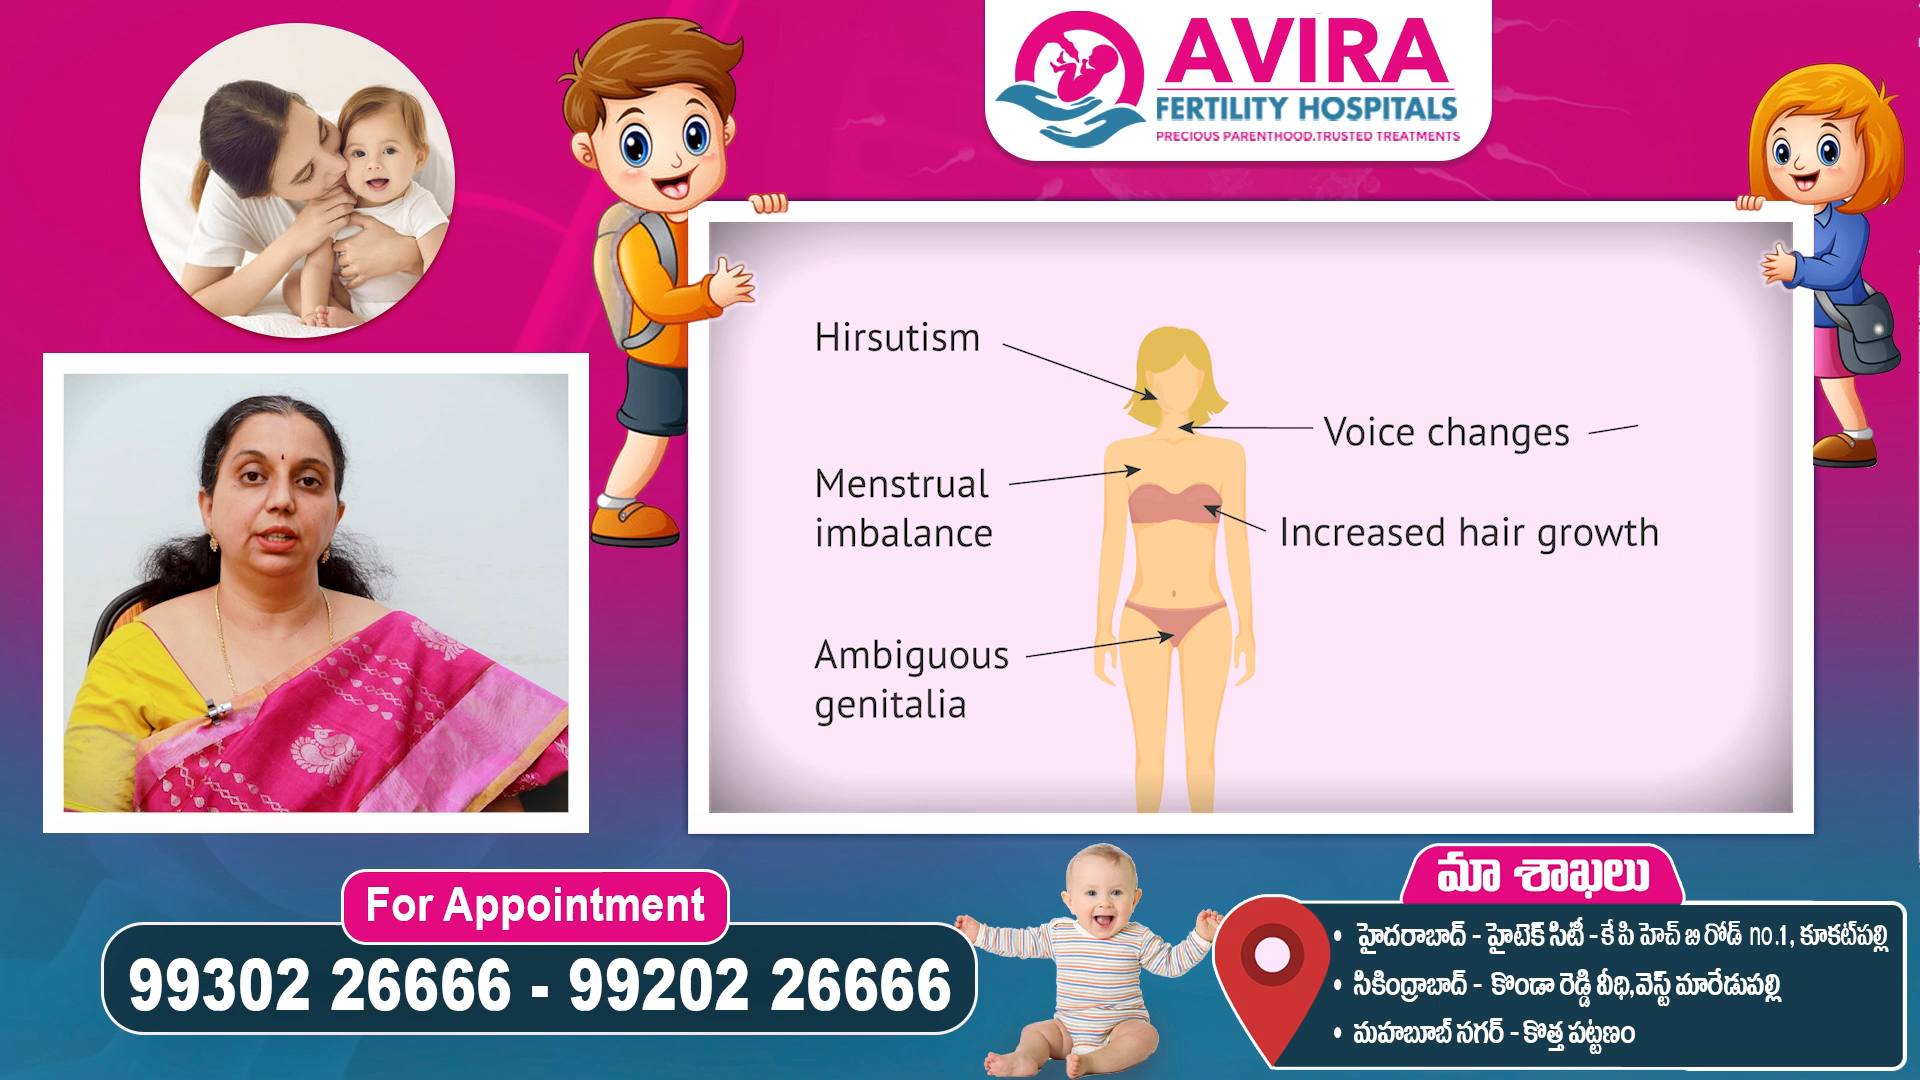 AVIRA
FERTILITY HOSPITALS
PRECIOUS PARENTHOOD.TRUSTED TREATMENTS
Hirsutism
Voice changes
Menstrual
imbalance
Increased hair growth
Ambiguous
genitalia
For Appointment
99302 26666 - 99202 26666
మా శాఖలు
• హైదరాబాద్ - హైటెక్ సిటీ - కే పి హెచ్ బి రోడ్ no.1, కూకట్‌పల్లి
• సికింద్రాబాద్ - కొండా రెడ్డి వీధి,వెస్ట్ మారేడుపల్లి
• మహబూబ్ నగర్ - కొత్త పట్టణం